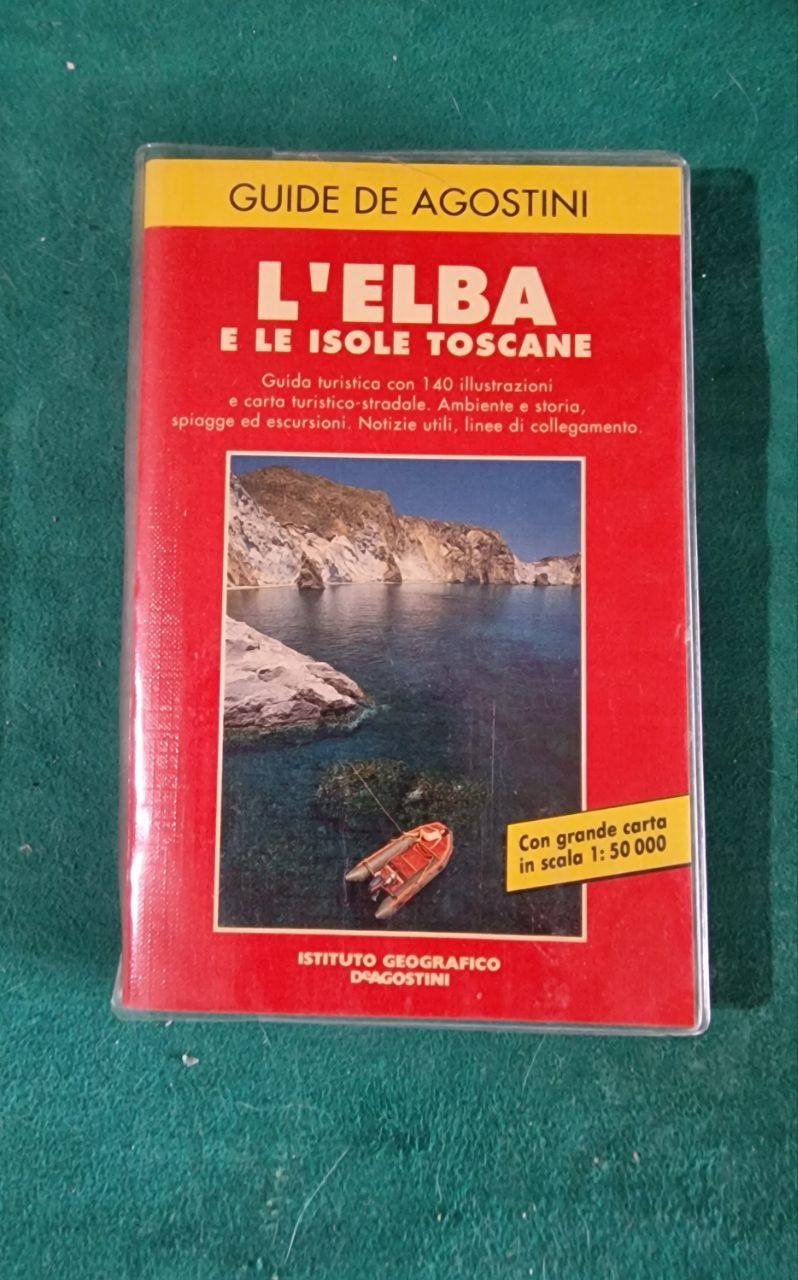 GUIDE DE AGOSTINI
L'ELBA
E LE ISOLE TOSCANE
Guida turistica con 140 illustrazioni
e carta turistico-stradale. Ambiente e storia,
spiagge ed escursioni. Notizie utili, linee di collegamento.
Con grande carta
in scala 1: 50 000
ISTITUTO GEOGRAFICO
DeAGOSTINI